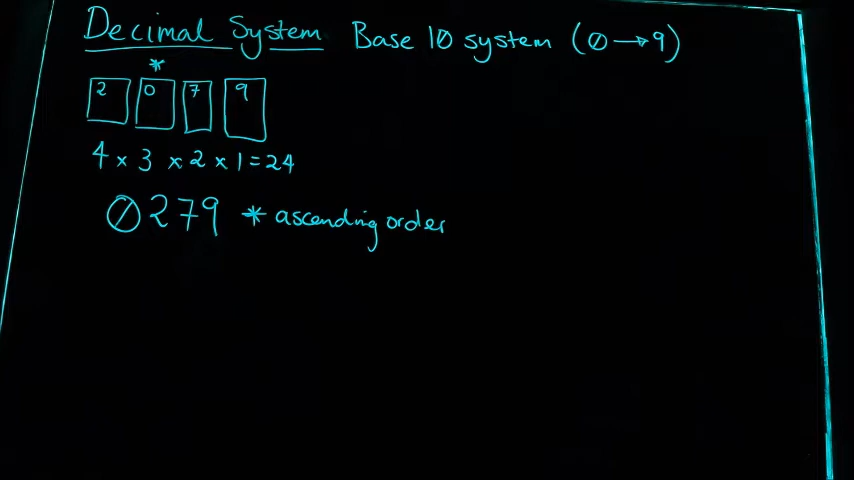 Decimal System Base 10 system (0→9)
*
2 0 7 9
4 x 3 x 2 x 1 = 24
0279 * ascending order